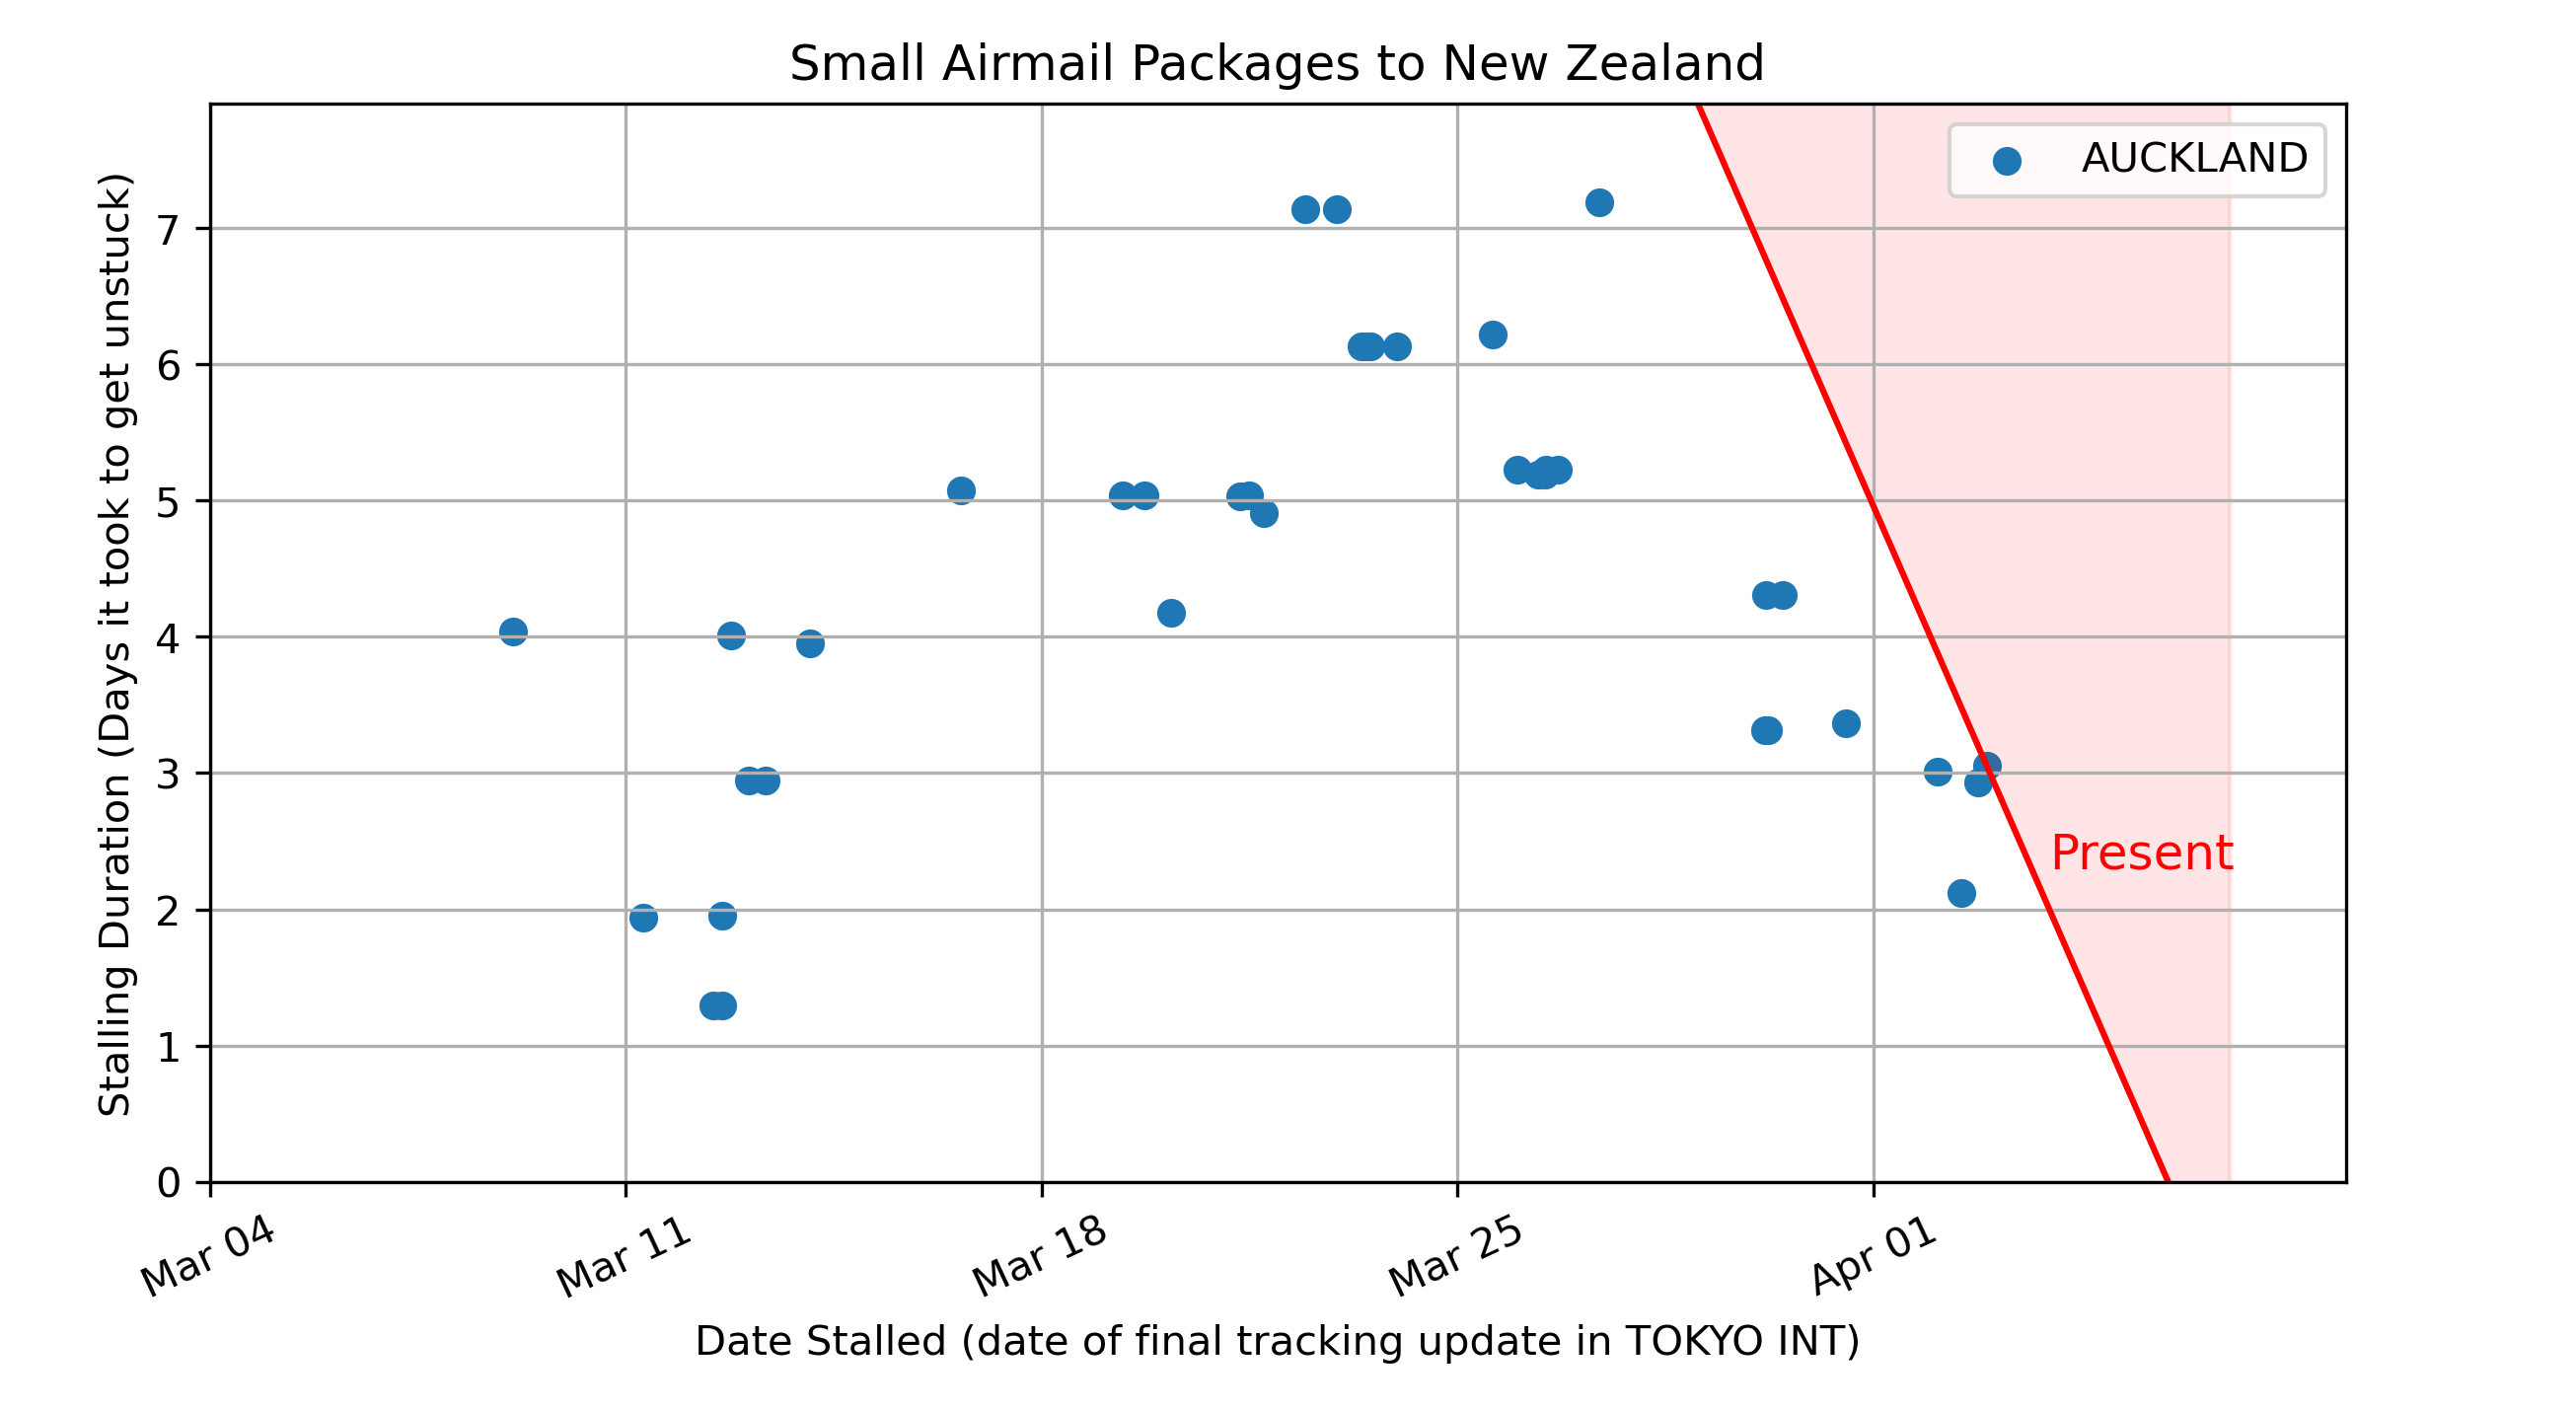 Small Airmail Packages to New Zealand
AUCKLAND
Stalling Duration (Days it took to get unstuck)
7
6
5
4
3
2
1
0
Present
Mar 04
Mar 11
Mar 18
Mar 25
Apr 01
Date Stalled (date of final tracking update in TOKYO INT)